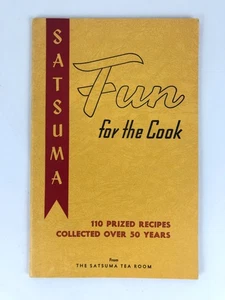 SATSUMA
Fun
for the Cook
110 PRIZED RECIPES
COLLECTED OVER 50 YEARS
From
THE SATSUMA TEA ROOM